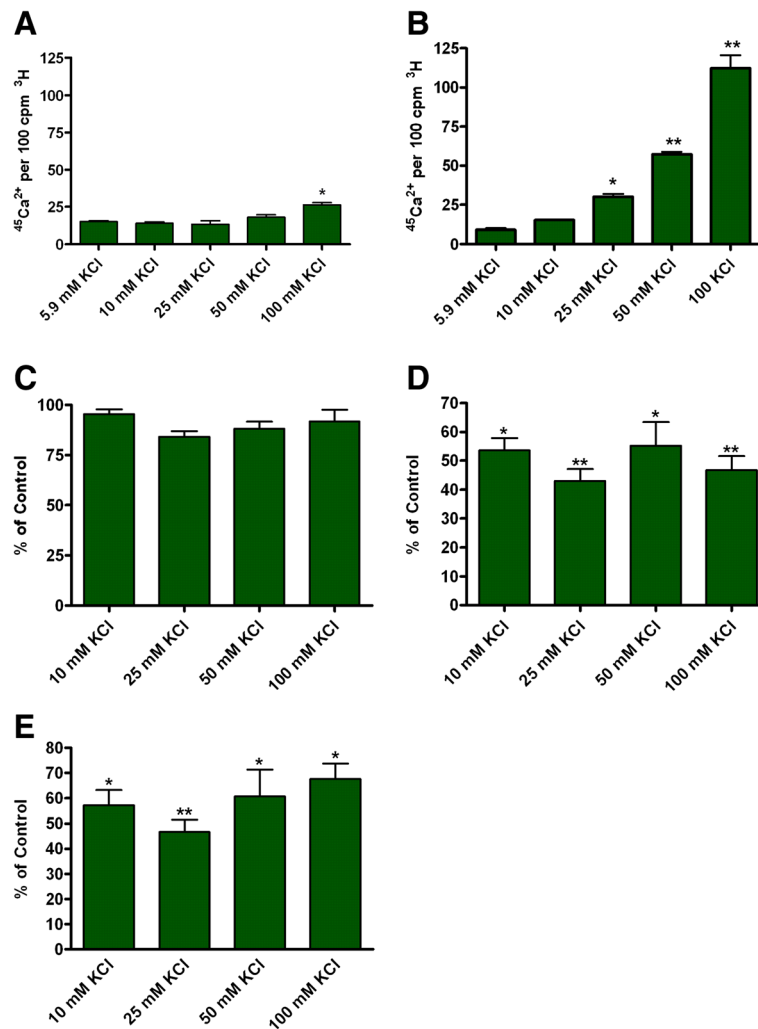 A
⁴⁵Ca²⁺ per 100 cpm ³H
125
100
75
50
25
0
*
5.9 mM KCl
10 mM KCl
25 mM KCl
50 mM KCl
100 mM KCl
B
⁴⁵Ca²⁺ per 100 cpm ³H
125
100
75
50
25
0
*
**
**
5.9 mM KCl
10 mM KCl
25 mM KCl
50 mM KCl
100 KCl
C
% of Control
100
75
50
25
0
10 mM KCl
25 mM KCl
50 mM KCl
100 mM KCl
D
% of Control
70
60
50
40
30
20
10
0
*
**
*
**
10 mM KCl
25 mM KCl
50 mM KCl
100 mM KCl
E
% of Control
80
70
60
50
40
30
20
10
0
*
**
*
*
10 mM KCl
25 mM KCl
50 mM KCl
100 mM KCl